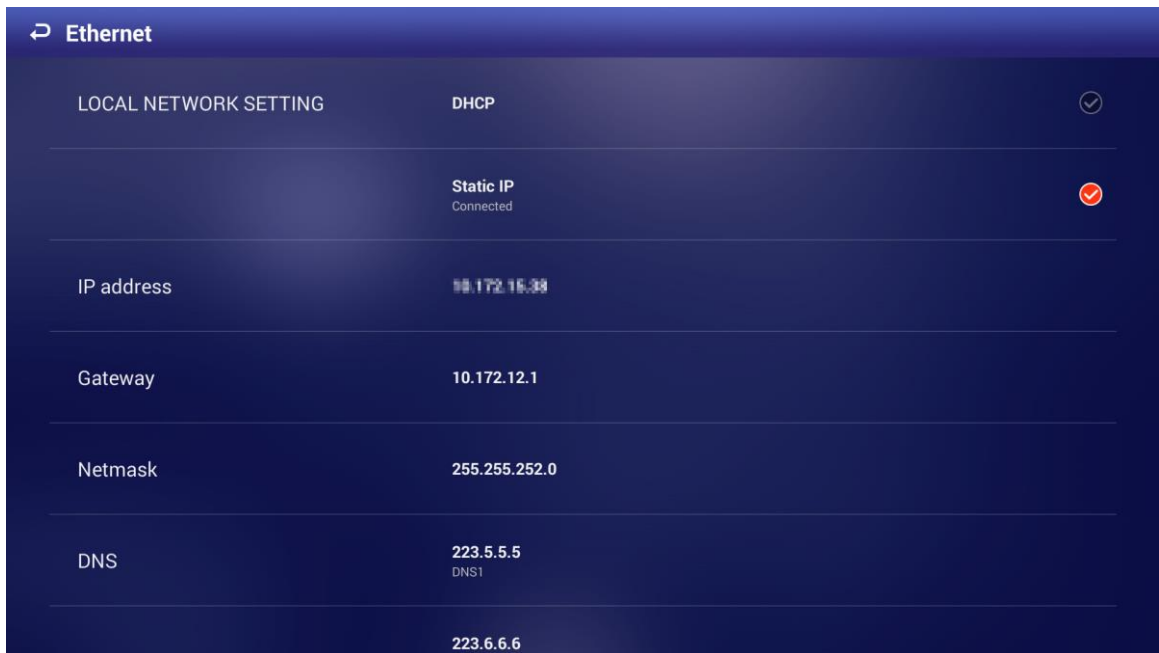 Ethernet
LOCAL NETWORK SETTING DHCP
Static IP
Connected
IP address
Gateway 10.172.12.1
Netmask 255.255.252.0
DNS 223.5.5.5
DNS1
223.6.6.6